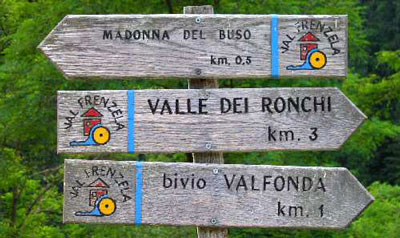 MADONNA DEL BUSO
km. 0,5
VAL FRENZELA
VAL FRENZELA
VALLE DEI RONCHI
km. 3
VAL FRENZELA
bivio VALFONDA
km. 1